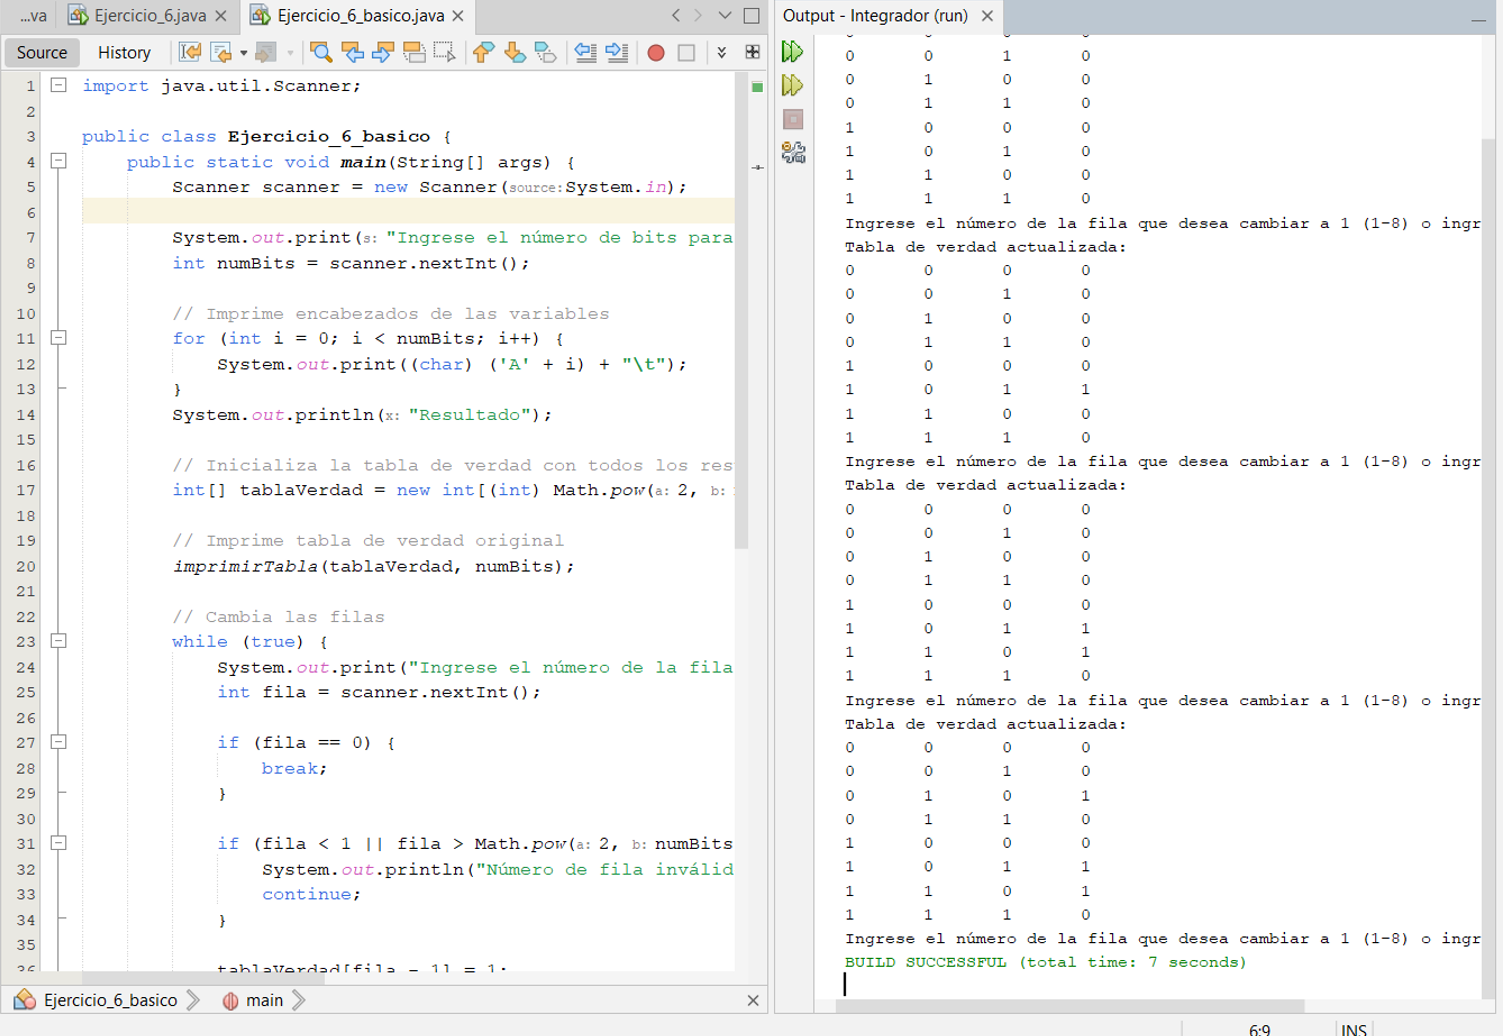 ...va Ejercicio_6.java Ejercicio_6_basico.java
Source History
1 import java.util.Scanner;
2
3 public class Ejercicio_6_basico {
4 public static void main(String[] args) {
5 Scanner scanner = new Scanner(source:System.in);
6
7 System.out.print(s: "Ingrese el número de bits para
8 int numBits = scanner.nextInt();
9
10 // Imprime encabezados de las variables
11 for (int i = 0; i < numBits; i++) {
12 System.out.print((char) ('A' + i) + "\t");
13 }
14 System.out.println(x: "Resultado");
15
16 // Inicializa la tabla de verdad con todos los res
17 int[] tablaVerdad = new int[(int) Math.pow(a: 2, b:
18
19 // Imprime tabla de verdad original
20 imprimirTabla(tablaVerdad, numBits);
21
22 // Cambia las filas
23 while (true) {
24 System.out.print("Ingrese el número de la fila
25 int fila = scanner.nextInt();
26
27 if (fila == 0) {
28 break;
29 }
30
31 if (fila < 1 || fila > Math.pow(a: 2, b: numBits
32 System.out.println("Número de fila inválid
33 continue;
34 }
35
36 tablaVerdad[fila - 1] = 1;
Ejercicio_6_basico main
Output - Integrador (run)
0 0 1 0
0 1 0 0
0 1 1 0
1 0 0 0
1 0 1 0
1 1 0 0
1 1 1 0
Ingrese el número de la fila que desea cambiar a 1 (1-8) o ingr
Tabla de verdad actualizada:
0 0 0 0
0 0 1 0
0 1 0 0
0 1 1 0
1 0 0 0
1 0 1 1
1 1 0 0
1 1 1 0
Ingrese el número de la fila que desea cambiar a 1 (1-8) o ingr
Tabla de verdad actualizada:
0 0 0 0
0 0 1 0
0 1 0 0
0 1 1 0
1 0 0 0
1 0 1 1
1 1 0 1
1 1 1 0
Ingrese el número de la fila que desea cambiar a 1 (1-8) o ingr
Tabla de verdad actualizada:
0 0 0 0
0 0 1 0
0 1 0 1
0 1 1 0
1 0 0 0
1 0 1 1
1 1 0 1
1 1 1 0
Ingrese el número de la fila que desea cambiar a 1 (1-8) o ingr
BUILD SUCCESSFUL (total time: 7 seconds)
6:9 INS